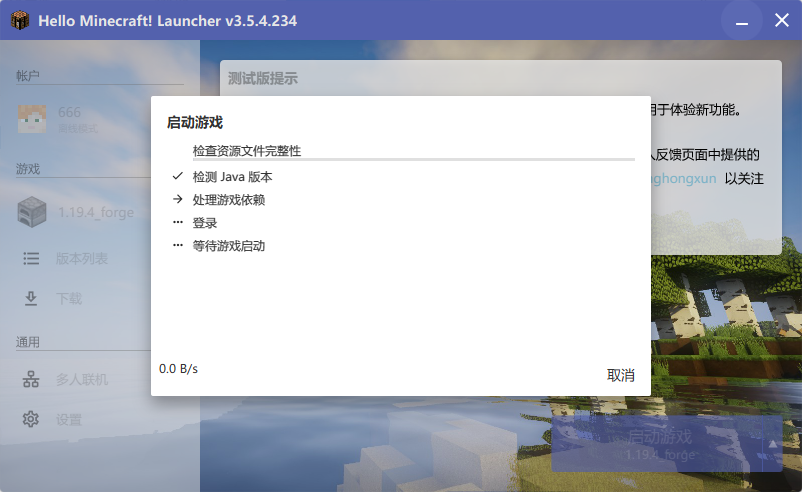 Hello Minecraft! Launcher v3.5.4.234
帐户
666
离线模式
游戏
1.19.4_forge
版本列表
下载
通用
多人联机
设置
测试版提示
用于体验新功能。
反馈页面中提供的
nghongxun 以关注
启动游戏
检查资源文件完整性
检测 Java 版本
处理游戏依赖
登录
等待游戏启动
0.0 B/s
取消
启动游戏
1.19.4_forge